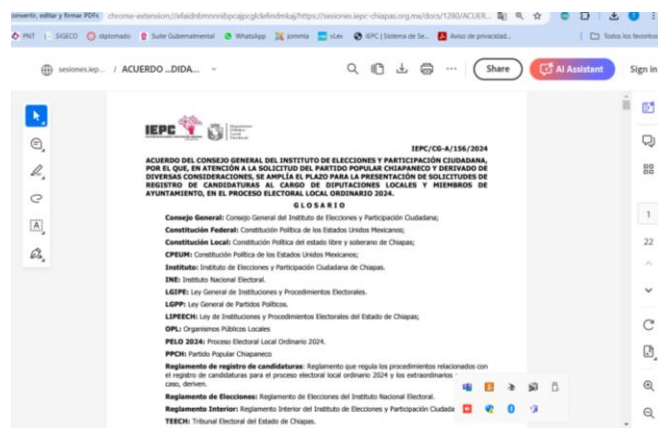 convertir, editar y firmar PDFs
chrome-extension://efaidnbmnnnibpcajpcglclefindmkaj/https://sesiones.iepc-chiapas.org.mx/docs/1280/ACUER...
PNT
SIGECO
diplomado
Suite Gubernamental
WhatsApp
jommla
vLex
iEPC | Sistema de Se...
Aviso de privacidad...
Todos los favoritos
sesiones.iep... / ACUERDO ...DIDA...
Share
AI Assistant
Sign in
IEPC
IEPC/CG-A/156/2024
ACUERDO DEL CONSEJO GENERAL DEL INSTITUTO DE ELECCIONES Y PARTICIPACIÓN CIUDADANA,
POR EL QUE, EN ATENCIÓN A LA SOLICITUD DEL PARTIDO POPULAR CHIAPANECO Y DERIVADO DE
DIVERSAS CONSIDERACIONES, SE AMPLÍA EL PLAZO PARA LA PRESENTACIÓN DE SOLICITUDES DE
REGISTRO DE CANDIDATURAS AL CARGO DE DIPUTACIONES LOCALES Y MIEMBROS DE
AYUNTAMIENTO, EN EL PROCESO ELECTORAL LOCAL ORDINARIO 2024.
GLOSARIO
Consejo General: Consejo General del Instituto de Elecciones y Participación Ciudadana;
Constitución Federal: Constitución Política de los Estados Unidos Mexicanos;
Constitución Local: Constitución Política del estado libre y soberano de Chiapas;
CPEUM: Constitución Política de los Estados Unidos Mexicanos;
Instituto: Instituto de Elecciones y Participación Ciudadana de Chiapas.
INE: Instituto Nacional Electoral.
LGIPE: Ley General de Instituciones y Procedimientos Electorales.
LGPP: Ley General de Partidos Políticos.
LIPEECH: Ley de Instituciones y Procedimientos Electorales del Estado de Chiapas;
OPL: Organismos Públicos Locales
PELO 2024: Proceso Electoral Local Ordinario 2024.
PPCH: Partido Popular Chiapaneco
Reglamento de registro de candidaturas: Reglamento que regula los procedimientos relacionados con
el registro de candidaturas para el proceso electoral local ordinario 2024 y los extraordinarios
caso, deriven.
Reglamento de Elecciones: Reglamento de Elecciones del Instituto Nacional Electoral.
Reglamento Interior: Reglamento Interior del Instituto de Elecciones y Participación Ciudada
TEECH: Tribunal Electoral del Estado de Chiapas.
1
22